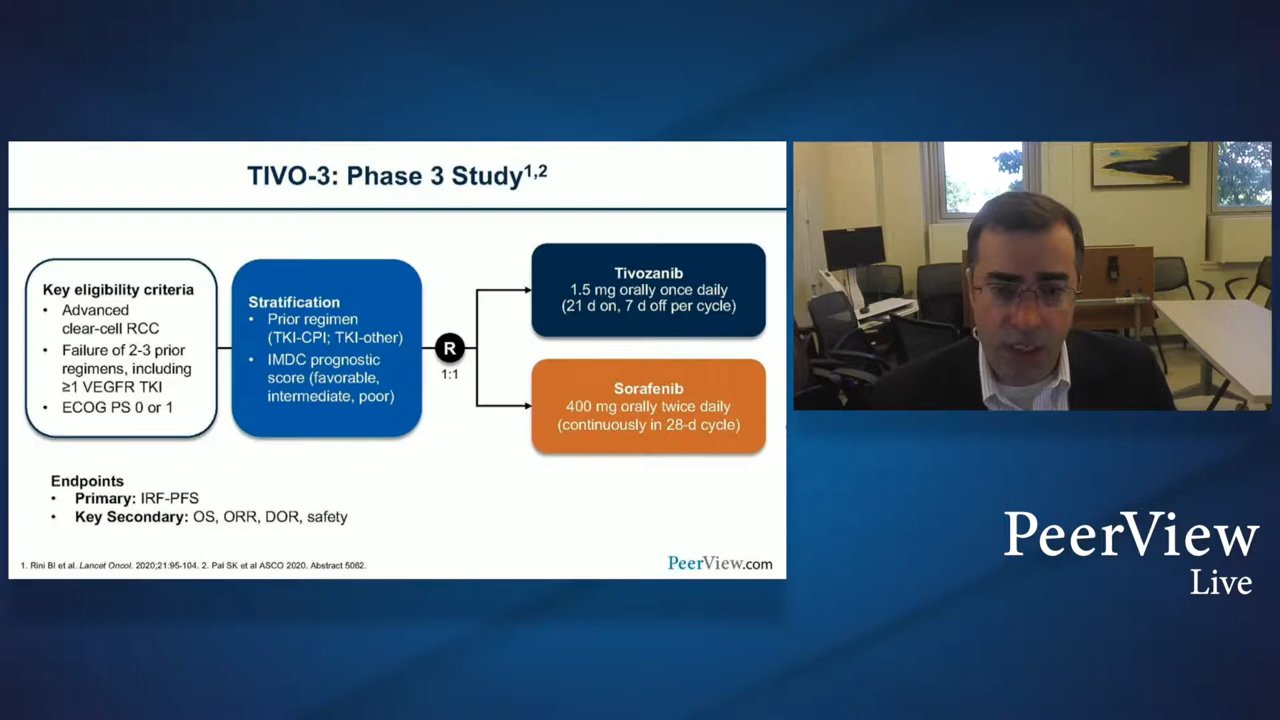 TIVO-3: Phase 3 Study1,2
Key eligibility criteria
• Advanced
clear-cell RCC
• Failure of 2-3 prior
regimens, including
≥1 VEGFR TKI
• ECOG PS 0 or 1
Stratification
• Prior regimen
(TKI-CPI; TKI-other)
• IMDC prognostic
score (favorable,
intermediate, poor)
R
1:1
Tivozanib
1.5 mg orally once daily
(21 d on, 7 d off per cycle)
Sorafenib
400 mg orally twice daily
(continuously in 28-d cycle)
Endpoints
• Primary: IRF-PFS
• Key Secondary: OS, ORR, DOR, safety
1. Rini BI et al. Lancet Oncol. 2020;21:95-104. 2. Pal SK et al ASCO 2020. Abstract 5062.
PeerView.com
PeerView
Live